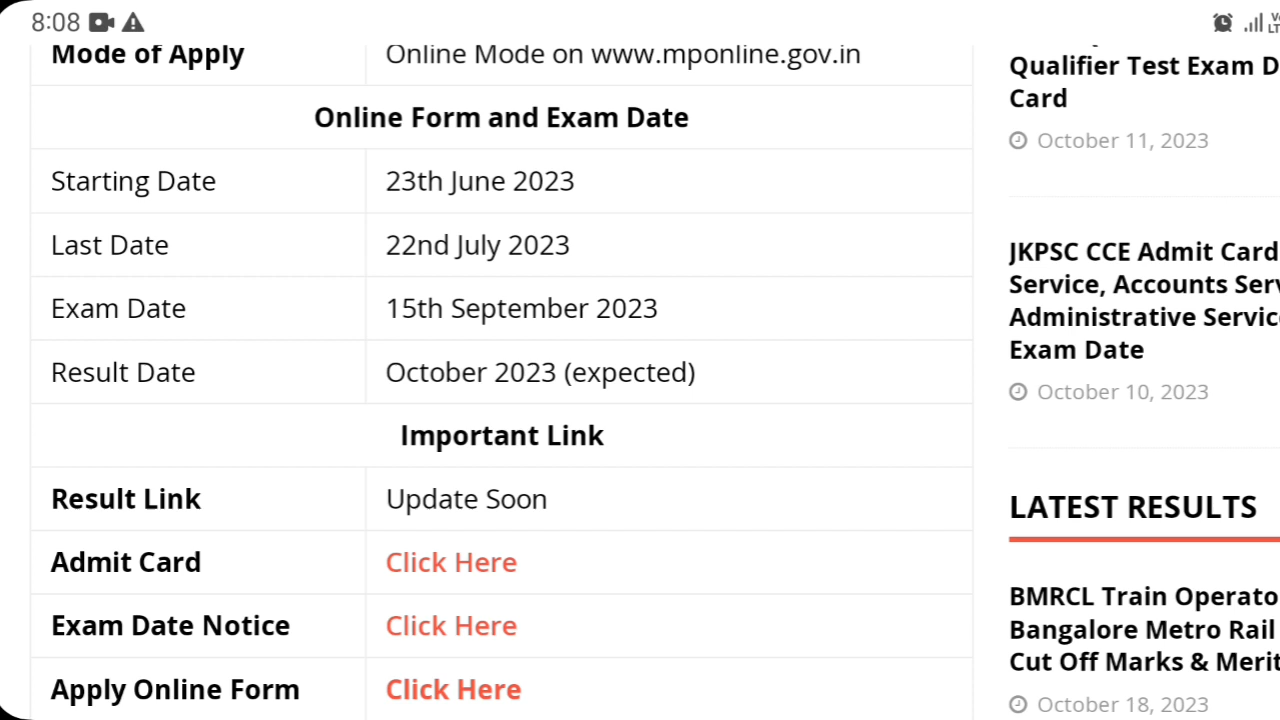 8:08
Mode of Apply Online Mode on www.mponline.gov.in
Online Form and Exam Date
Starting Date 23th June 2023
Last Date 22nd July 2023
Exam Date 15th September 2023
Result Date October 2023 (expected)
Important Link
Result Link Update Soon
Admit Card Click Here
Exam Date Notice Click Here
Apply Online Form Click Here
Qualifier Test Exam D
Card
October 11, 2023
JKPSC CCE Admit Card
Service, Accounts Serv
Administrative Servic
Exam Date
October 10, 2023
LATEST RESULTS
BMRCL Train Operato
Bangalore Metro Rail
Cut Off Marks & Merit
October 18, 2023